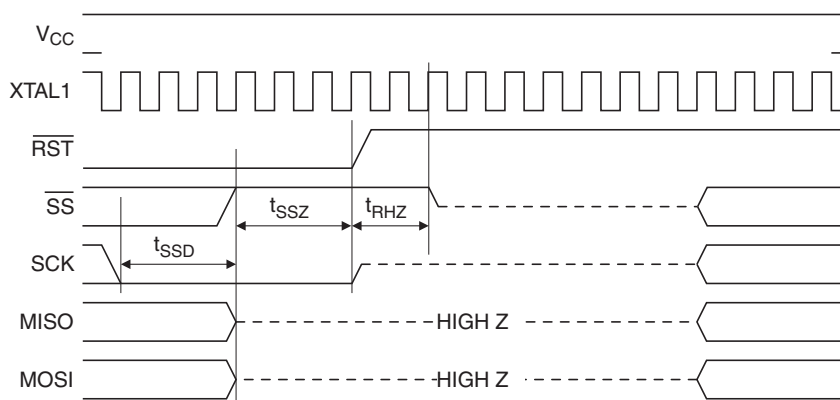 VCC
XTAL1
RST
SS
tSSZ
tRHZ
SCK
tSSD
MISO
HIGH Z
MOSI
HIGH Z